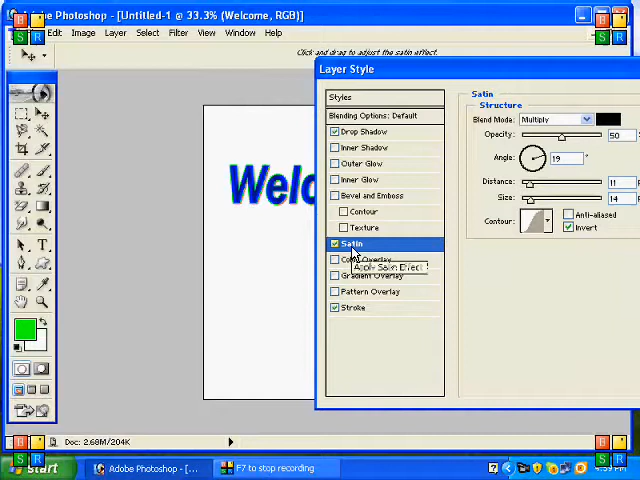 Adobe Photoshop - [Untitled-1 @ 33.3% (Welcome, RGB)]
Edit Image Layer Select Filter View Window Help
Click and drag to adjust the satin effect.
Layer Style
Styles
Blending Options: Default
Drop Shadow
Inner Shadow
Outer Glow
Inner Glow
Bevel and Emboss
Contour
Texture
Satin
Color Overlay
Apply Satin Effect
Gradient Overlay
Pattern Overlay
Stroke
Satin
Structure
Blend Mode: Multiply
Opacity: 50
Angle: 19 °
Distance: 11
Size: 14
Contour:
Anti-aliased
Invert
Welc
Doc: 2.68M/204K
start
Adobe Photoshop - [...
F7 to stop recording
4:59 PM
B
S R
B
S R
B
S R
B
S R